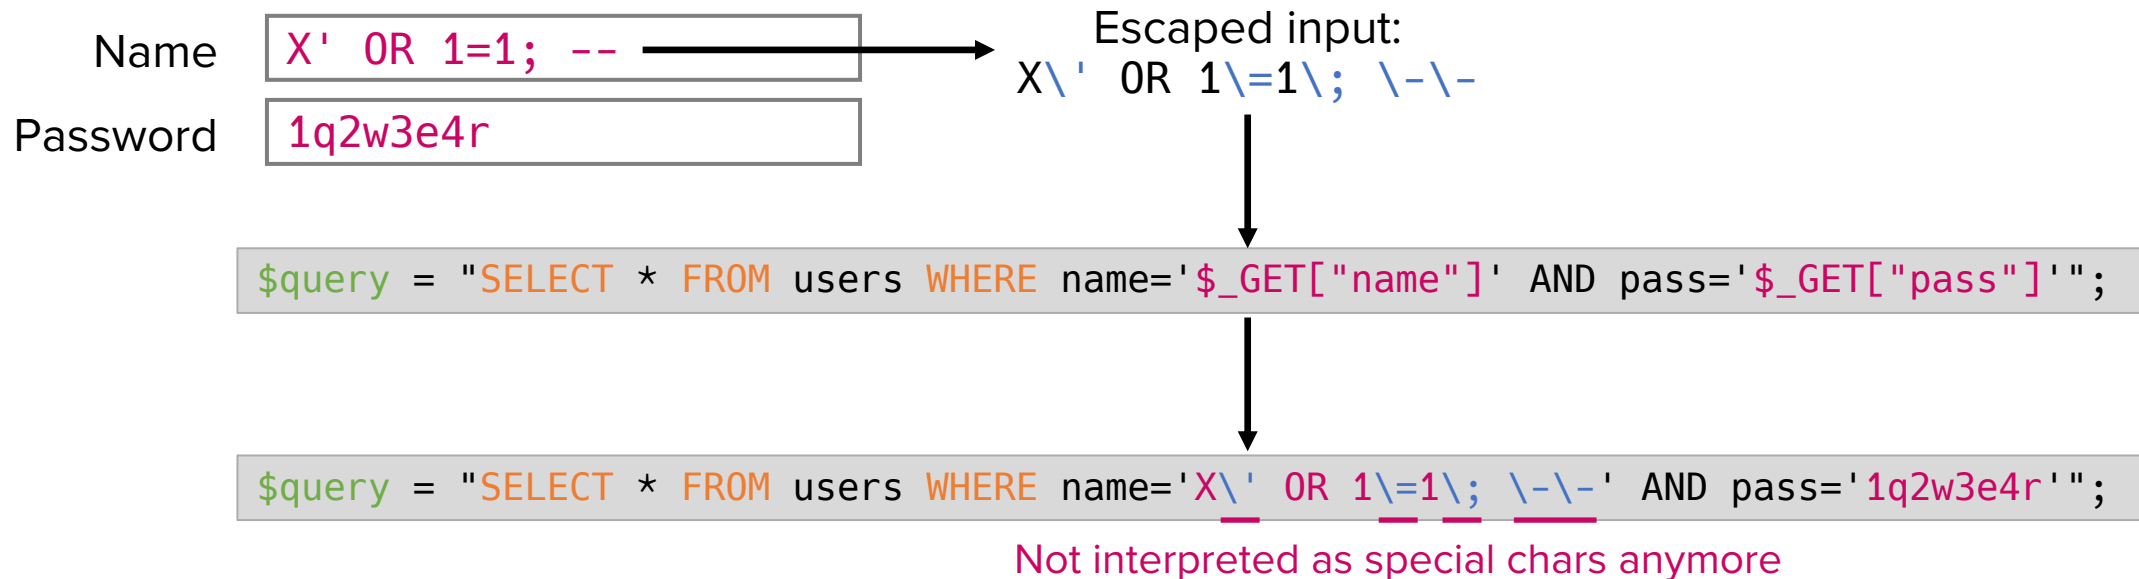 Name
X' OR 1=1; --
Escaped input:
X\' OR 1\=1\; \-\-
Password
1q2w3e4r
$query = "SELECT * FROM users WHERE name='$_GET["name"]' AND pass='$_GET["pass"]'";
$query = "SELECT * FROM users WHERE name='X\' OR 1\=1\; \-\-' AND pass='1q2w3e4r'";
Not interpreted as special chars anymore